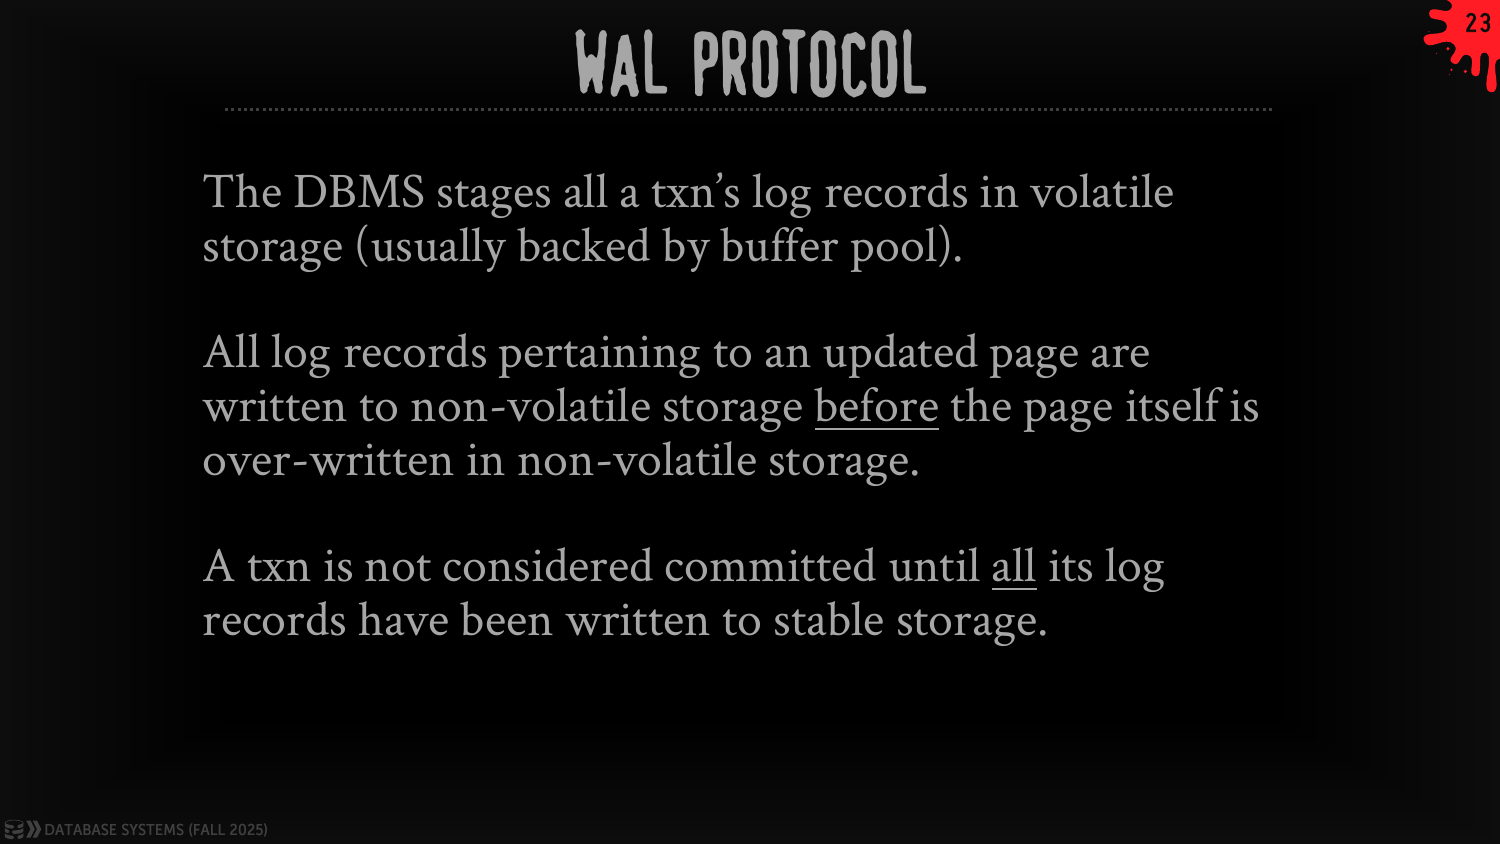 23
WAL PROTOCOL
The DBMS stages all a txn’s log records in volatile
storage (usually backed by buffer pool).
All log records pertaining to an updated page are
written to non-volatile storage before the page itself is
over-written in non-volatile storage.
A txn is not considered committed until all its log
records have been written to stable storage.
DATABASE SYSTEMS (FALL 2025)